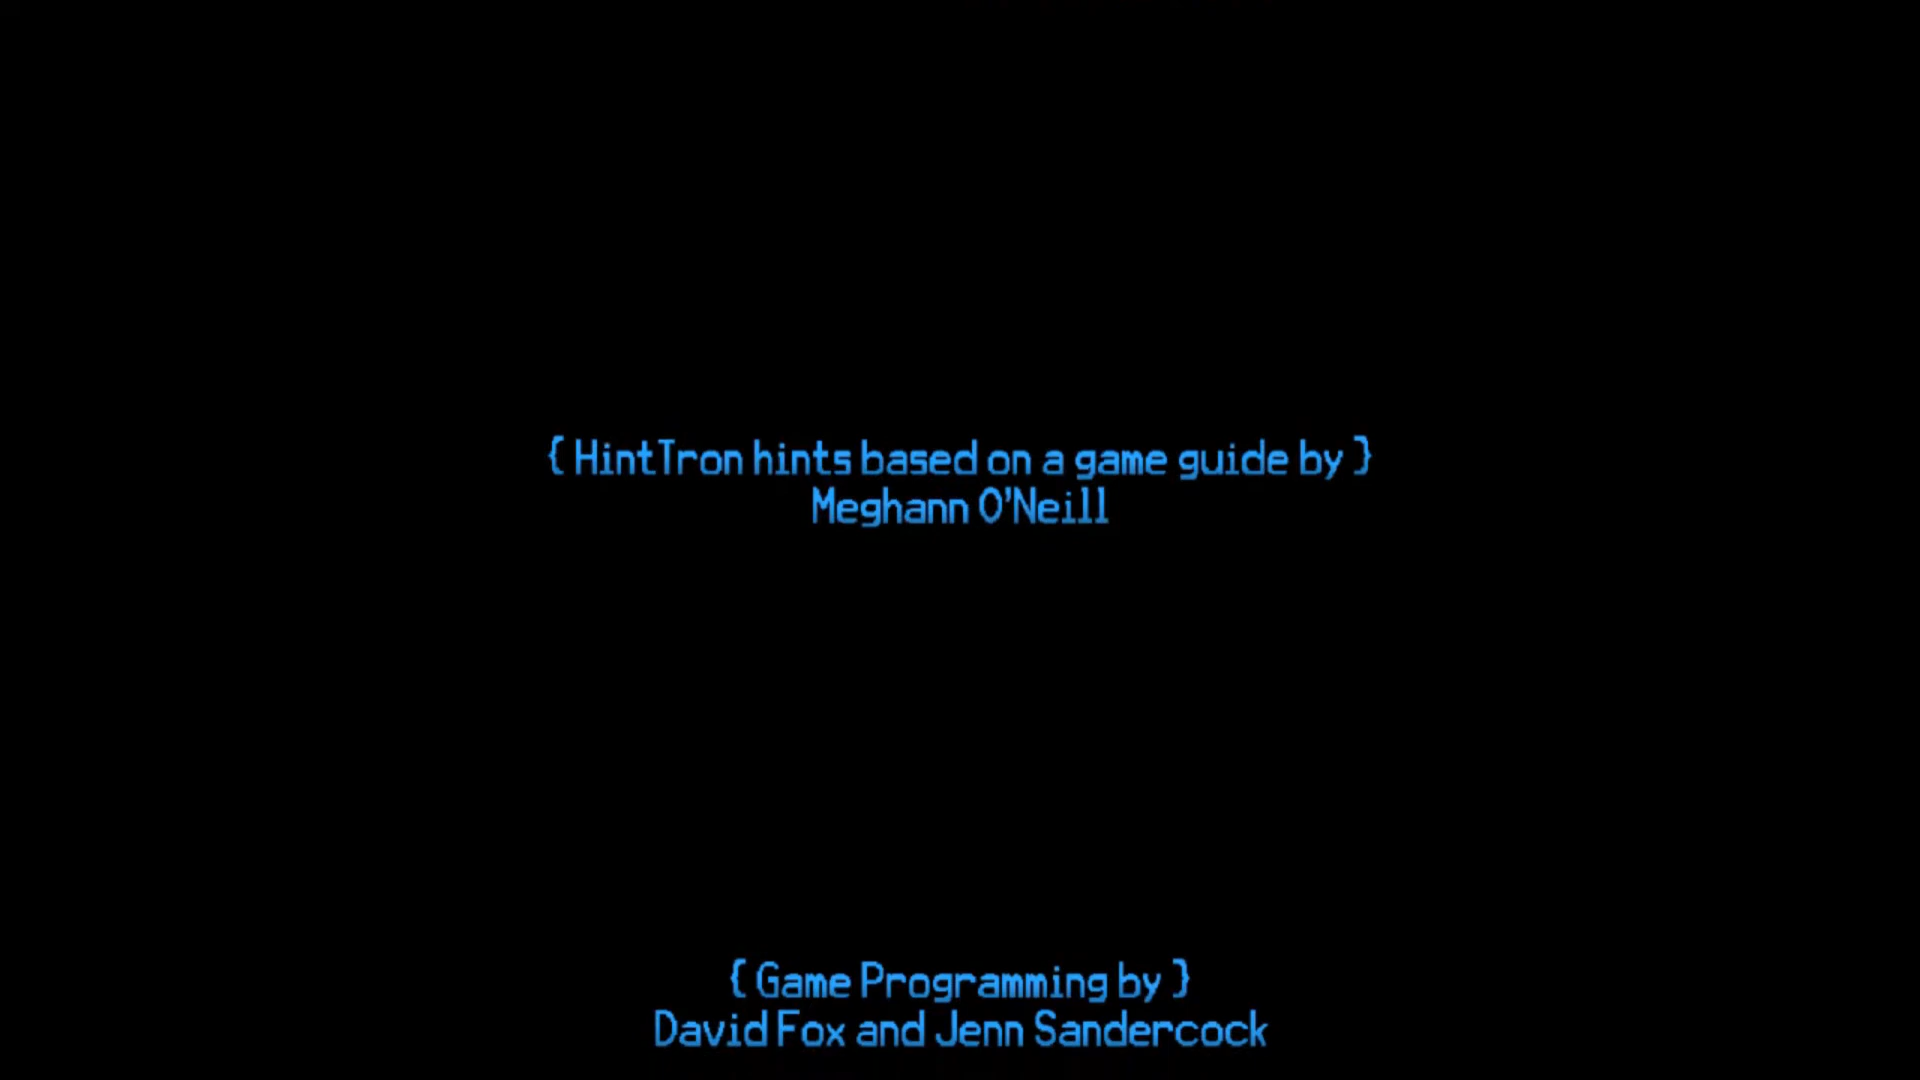 { HintTron hints based on a game guide by }
Meghann O'Neill
{ Game Programming by }
David Fox and Jenn Sandercock